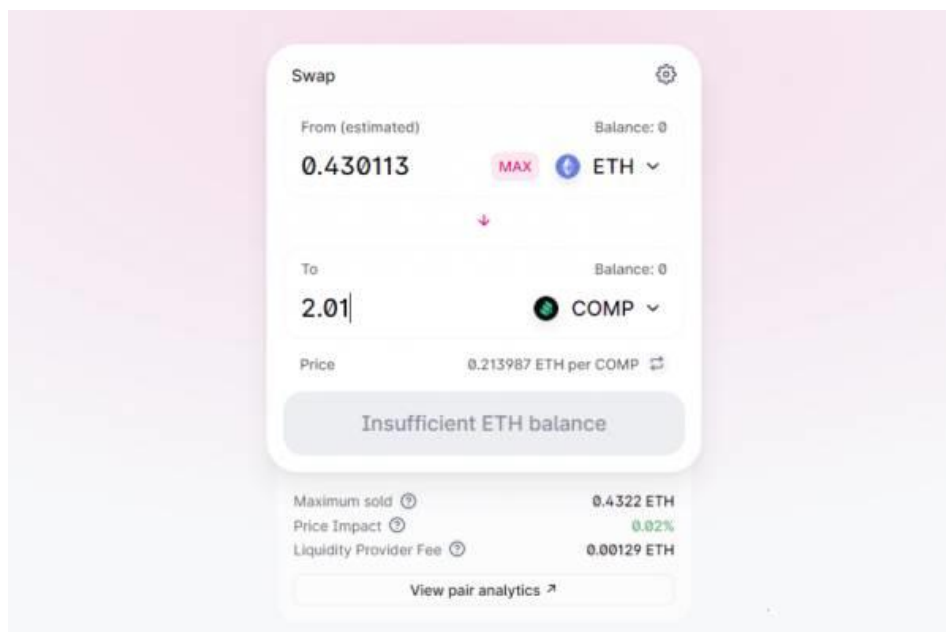 Swap
From (estimated) Balance: 0
0.430113 MAX ETH
To Balance: 0
2.01 COMP
Price 0.213987 ETH per COMP
Insufficient ETH balance
Maximum sold ? 0.4322 ETH
Price Impact ? 0.02%
Liquidity Provider Fee ? 0.00129 ETH
View pair analytics ↗